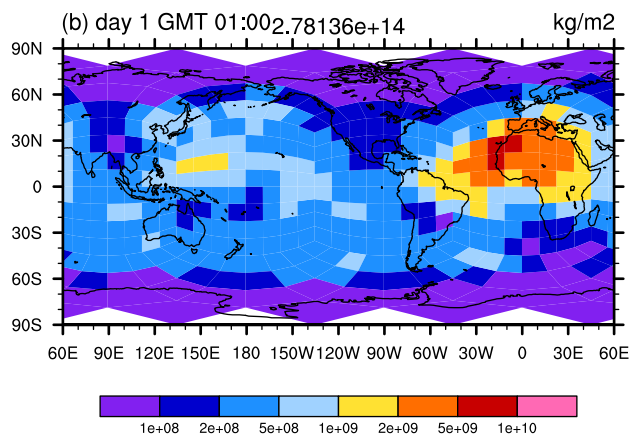 (b) day 1 GMT 01:00 2.78136e+14 kg/m2
90N
60N
30N
0
30S
60S
90S
60E 90E 120E 150E 180 150W 120W 90W 60W 30W 0 30E 60E
1e+08 2e+08 5e+08 1e+09 2e+09 5e+09 1e+10